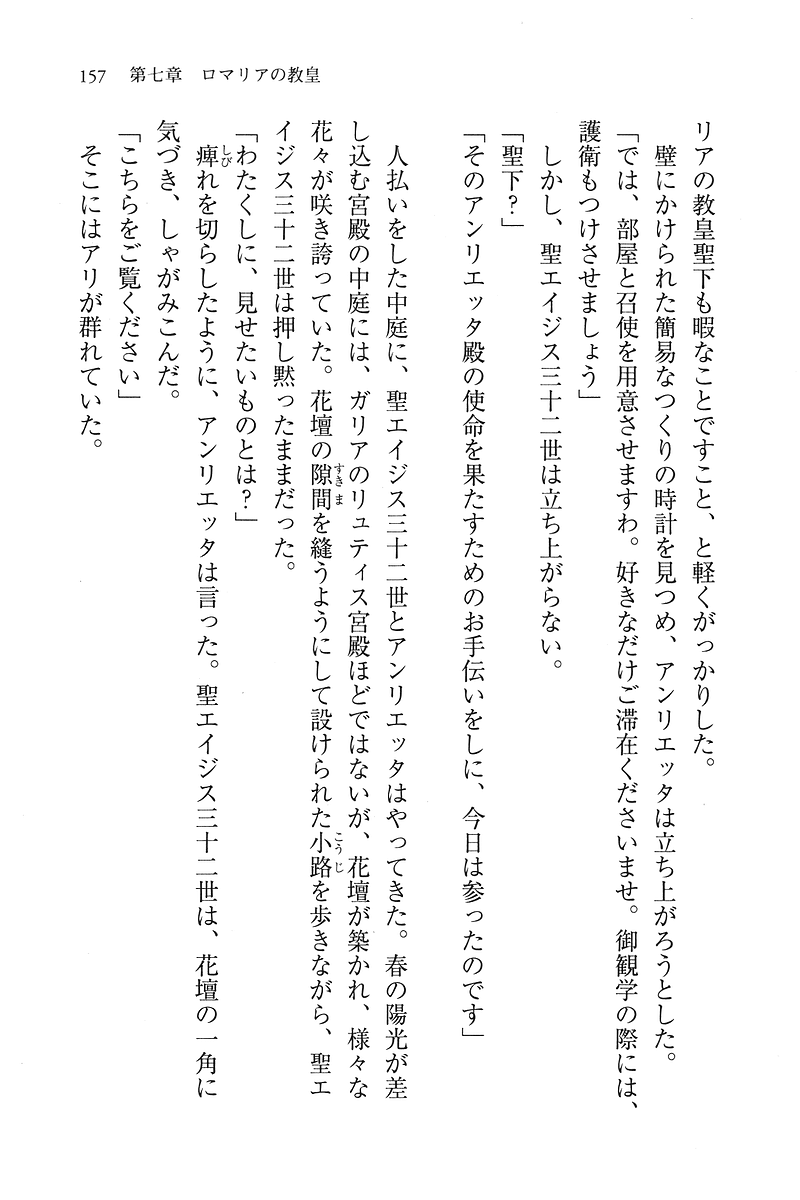 157　第七章　ロマリアの教皇
リアの教皇聖下も暇なことですこと、と軽くがっかりした。
　壁にかけられた簡易なつくりの時計を見つめ、アンリエッタは立ち上がろうとした。
「では、部屋と召使を用意させますわ。好きなだけご滞在くださいませ。御観学の際には、
護衛もつけさせましょう」
　しかし、聖エイジス三十二世は立ち上がらない。
「聖下？」
「そのアンリエッタ殿の使命を果たすためのお手伝いをしに、今日は参ったのです」
　人払いをした中庭に、聖エイジス三十二世とアンリエッタはやってきた。春の陽光が差
し込む宮殿の中庭には、ガリアのリュティス宮殿ほどではないが、花壇が築かれ、様々な
花々が咲き誇っていた。花壇の隙間すきまを縫うようにして設けられた小路こうじを歩きながら、聖エ
イジス三十二世は押し黙ったままだった。
「わたくしに、見せたいものとは？」
　痺しびれを切らしたように、アンリエッタは言った。聖エイジス三十二世は、花壇の一角に
気づき、しゃがみこんだ。
「こちらをご覧ください」
　そこにはアリが群れていた。